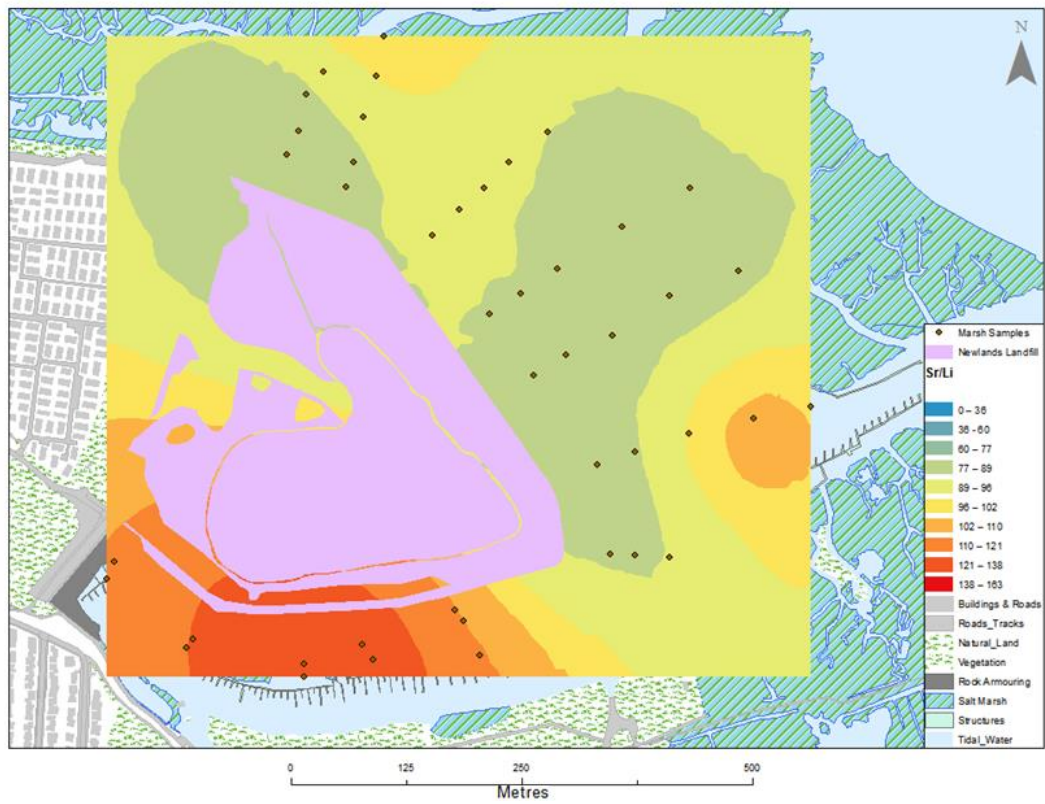 N
Marsh Samples
Newlands Landfill
Sr/Li
0 – 36
36 - 60
60 – 77
77 – 89
89 – 96
96 – 102
102 – 110
110 – 121
121 – 138
138 – 163
Buildings & Roads
Roads_Tracks
Natural_Land
Vegetation
Rock Armouring
Salt Marsh
Structures
Tidal_Water
0 125 250 500
Metres